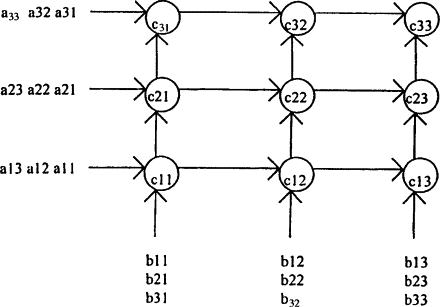 a33 a32 a31 c31 c32 c33
a23 a22 a21 c21 c22 c23
a13 a12 a11 c11 c12 c13
b11 b12 b13
b21 b22 b23
b31 b32 b33